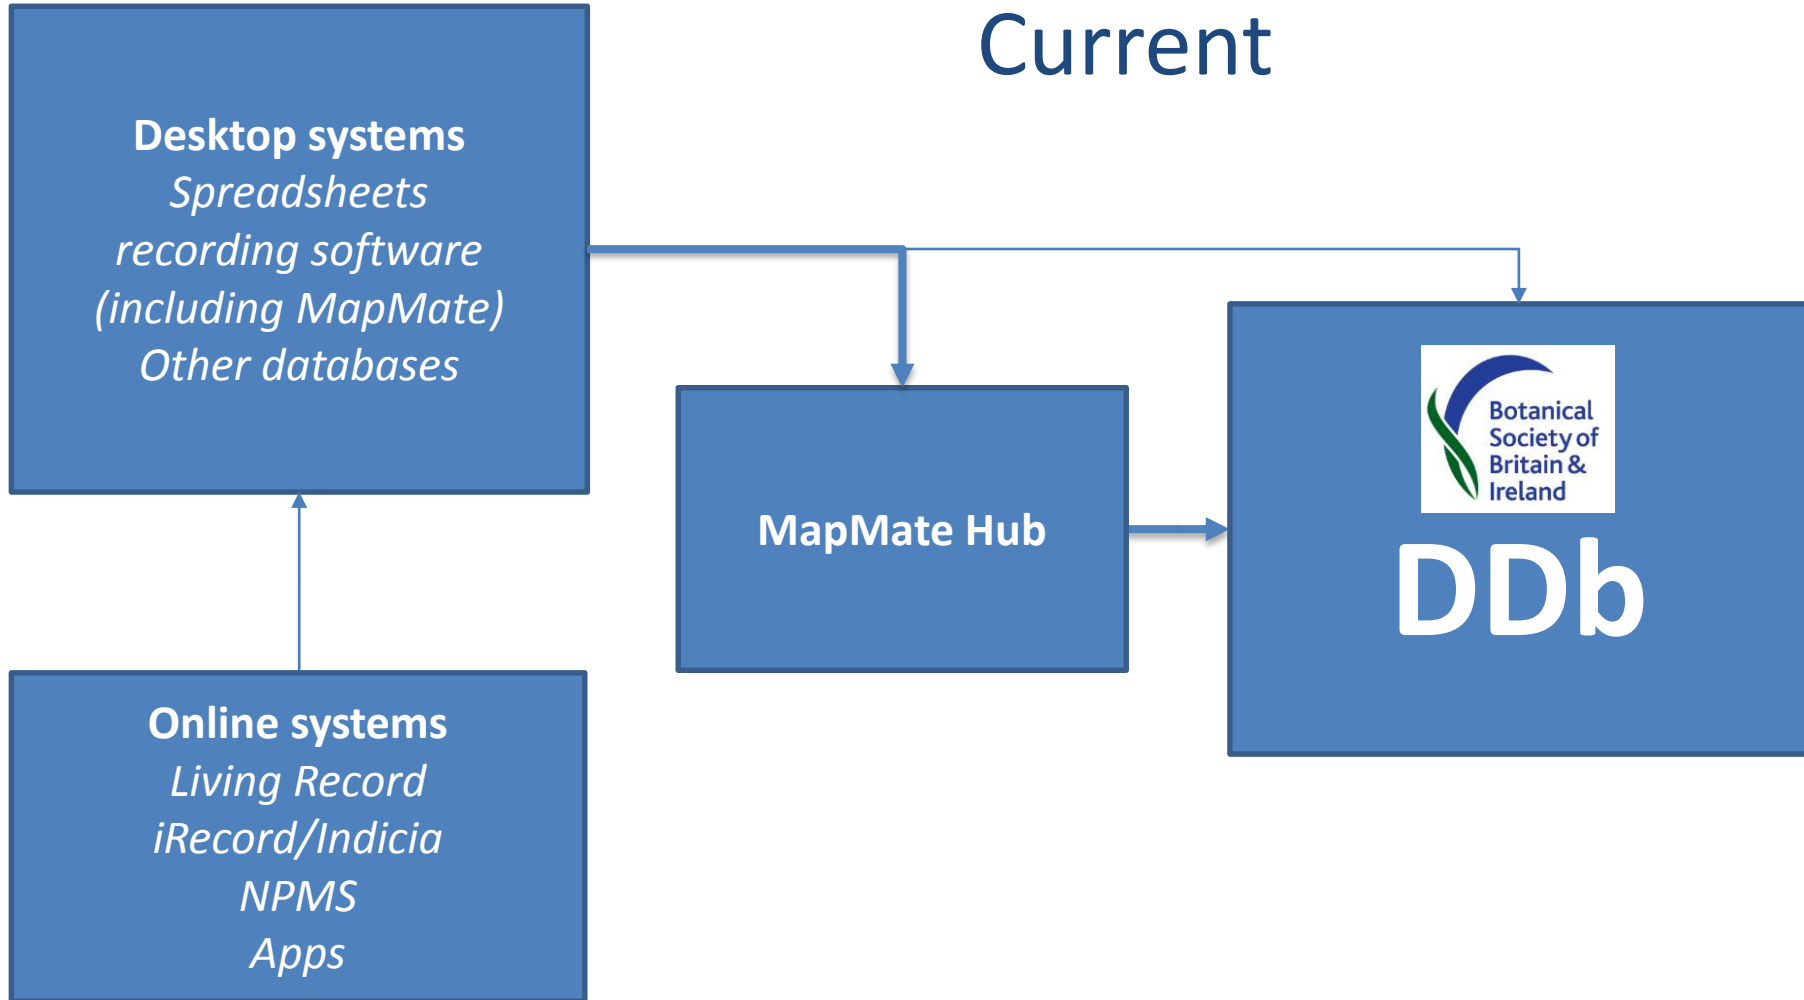 Current
Desktop systems
Spreadsheets
recording software
(including MapMate)
Other databases
MapMate Hub
Botanical
Society of
Britain &
Ireland
DDb
Online systems
Living Record
iRecord/Indicia
NPMS
Apps